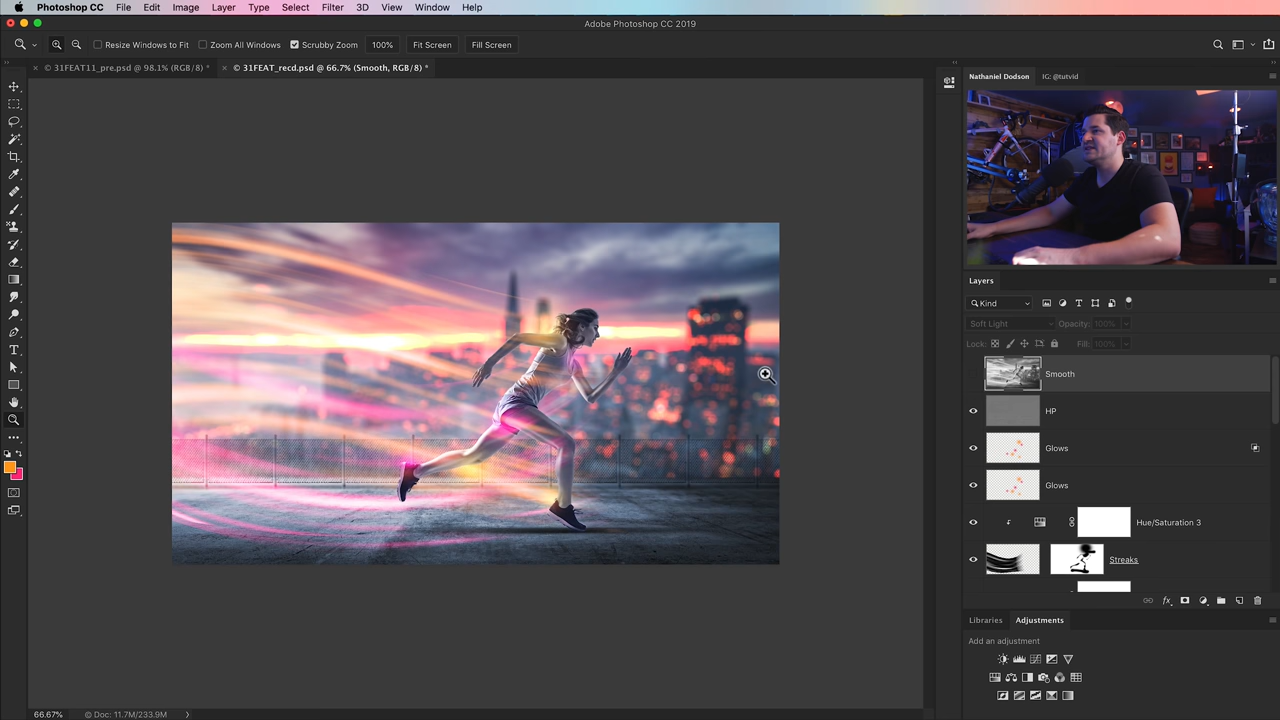 Photoshop CC File Edit Image Layer Type Select Filter 3D View Window Help
Adobe Photoshop CC 2019
Resize Windows to Fit Zoom All Windows Scrubby Zoom 100% Fit Screen Fill Screen
× © 31FEAT11_pre.psd @ 98.1% (RGB/8) * × © 31FEAT_recd.psd @ 66.7% (Smooth, RGB/8) *
Nathaniel Dodson IG: @tutvid
Layers
Kind
Soft Light Opacity: 100%
Lock: Fill: 100%
Smooth
HP
Glows
Glows
Hue/Saturation 3
Streaks
Libraries Adjustments
Add an adjustment
66.67% © Doc: 11.7M/233.9M